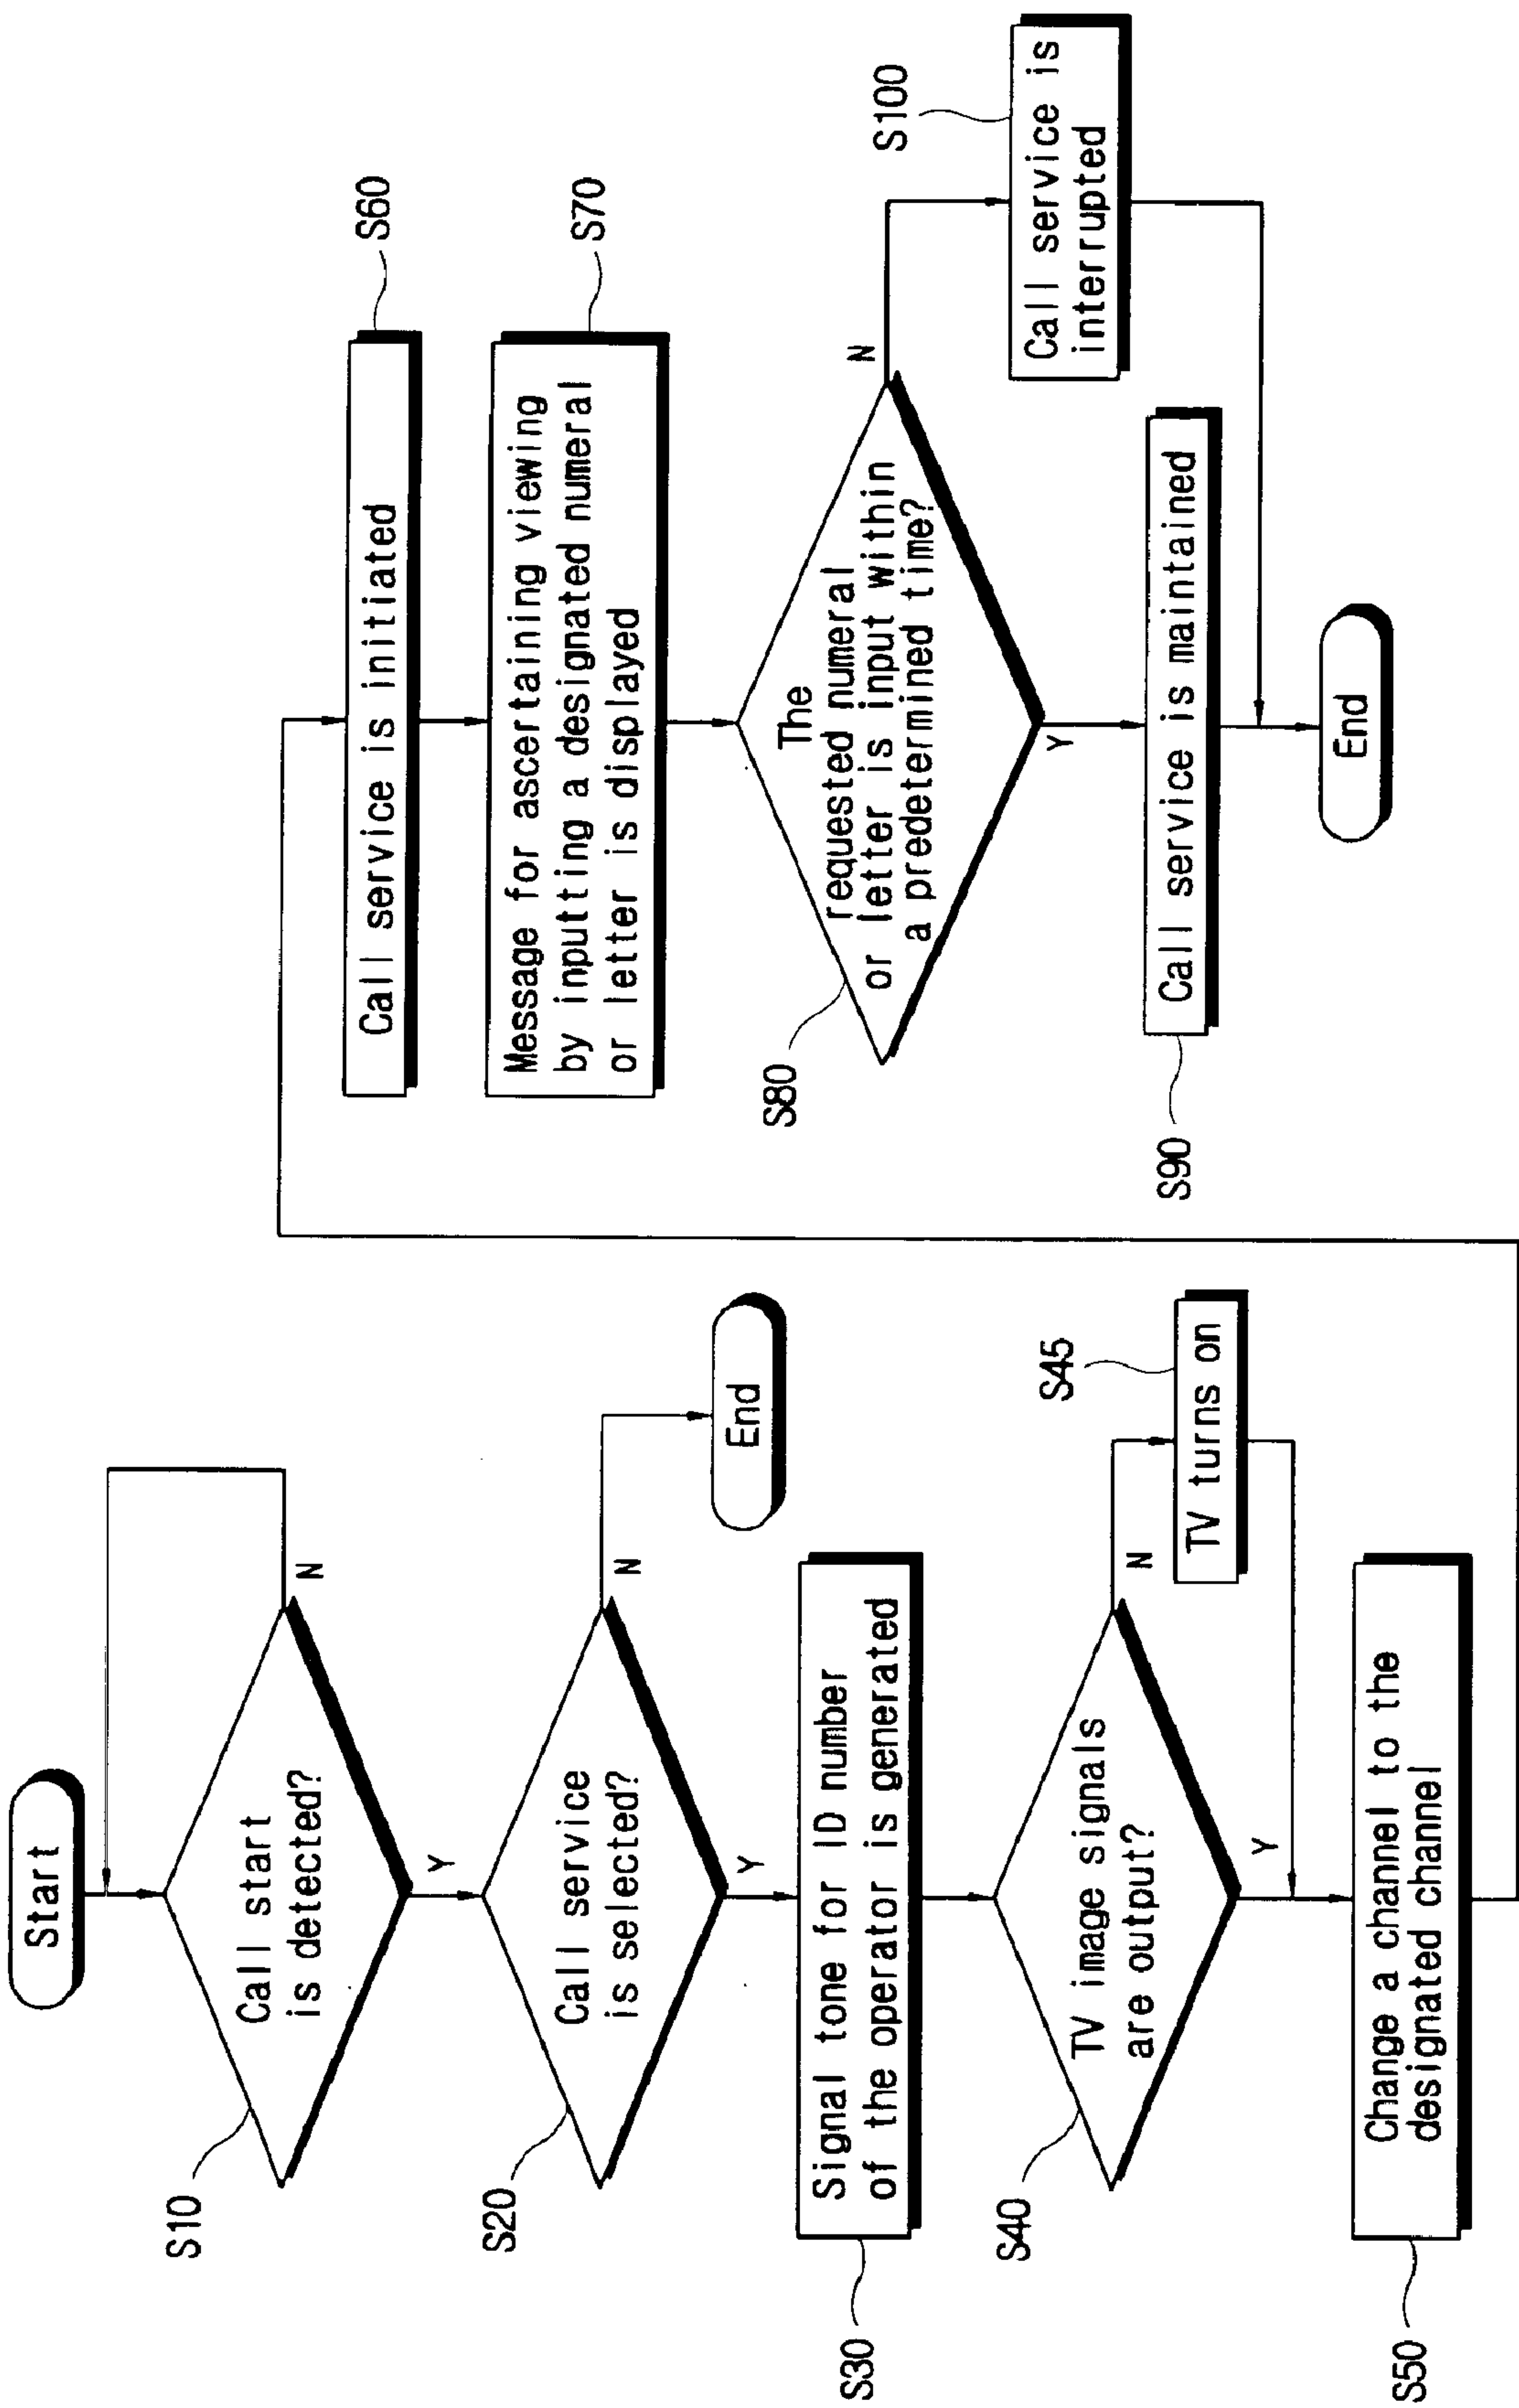 Start
S10
Call start
is detected?
N
Y
S20
Call service
is selected?
N
Y
End
S30
Signal tone for ID number
of the operator is generated
S40
TV image signals
are output?
N
Y
S45
TV turns on
S50
Change a channel to the
designated channel
S60
Call service is initiated
S70
Message for ascertaining viewing
by inputting a designated numeral
or letter is displayed
S80
The
requested numeral
or letter is input within
a predetermined time?
N
Y
S100
Call service is
interrupted
S90
Call service is maintained
End